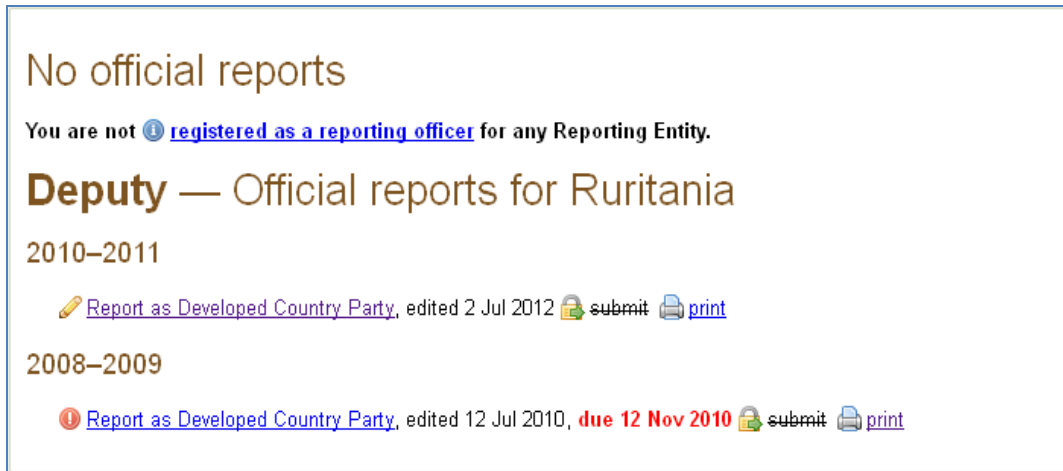 No official reports
You are not registered as a reporting officer for any Reporting Entity.
Deputy — Official reports for Ruritania
2010–2011
Report as Developed Country Party, edited 2 Jul 2012 submit print
2008–2009
Report as Developed Country Party, edited 12 Jul 2010, due 12 Nov 2010 submit print